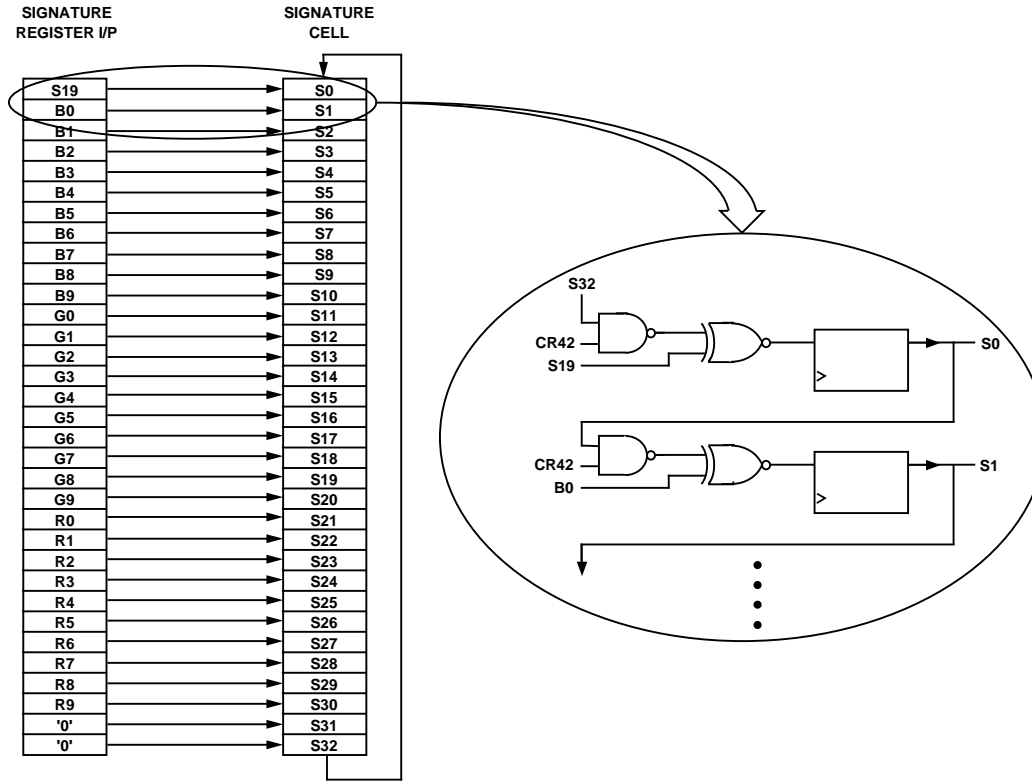 SIGNATURE
REGISTER I/P
SIGNATURE
CELL
S19 S0
B0 S1
B1 S2
B2 S3
B3 S4
B4 S5
B5 S6
B6 S7
B7 S8
B8 S9
B9 S10
G0 S11
G1 S12
G2 S13
G3 S14
G4 S15
G5 S16
G6 S17
G7 S18
G8 S19
G9 S20
R0 S21
R1 S22
R2 S23
R3 S24
R4 S25
R5 S26
R6 S27
R7 S28
R8 S29
R9 S30
'0' S31
'0' S32
S32
CR42
S19
S0
CR42
B0
S1